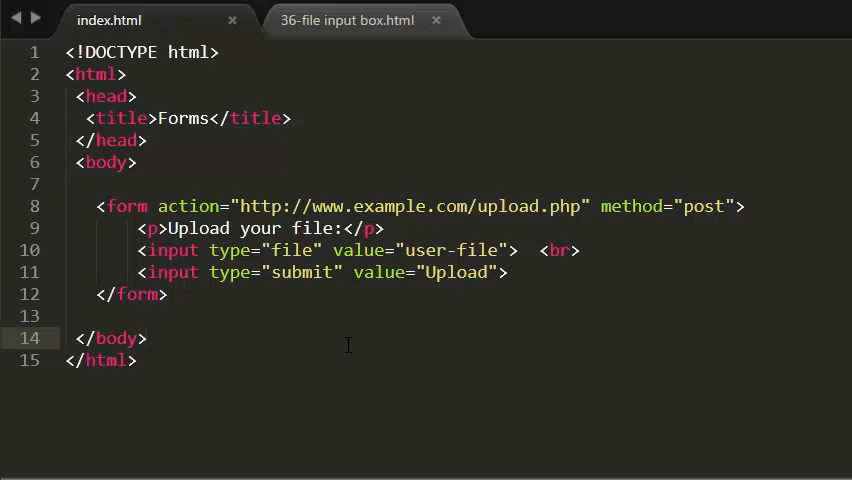 index.html × 36-file input box.html ×
1 <!DOCTYPE html>
2 <html>
3 <head>
4 <title>Forms</title>
5 </head>
6 <body>
7
8 <form action="http://www.example.com/upload.php" method="post">
9 <p>Upload your file:</p>
10 <input type="file" value="user-file"> <br>
11 <input type="submit" value="Upload">
12 </form>
13
14 </body>
15 </html>